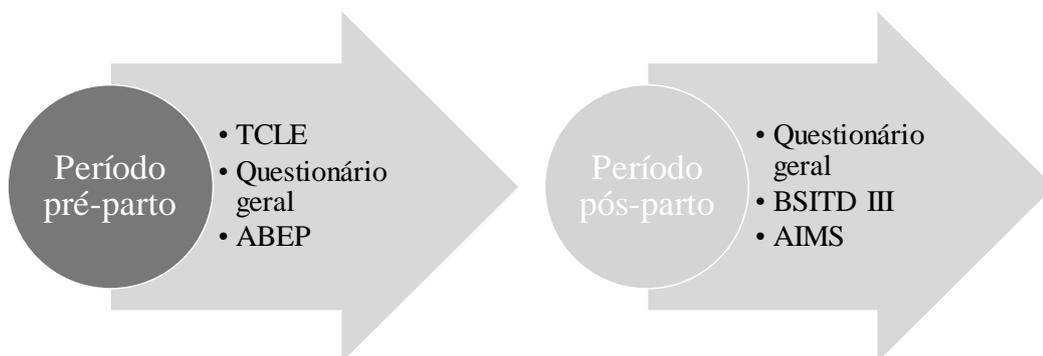 Período
pré-parto
• TCLE
• Questionário
geral
• ABEP
Período
pós-parto
• Questionário
geral
• BSITD III
• AIMS